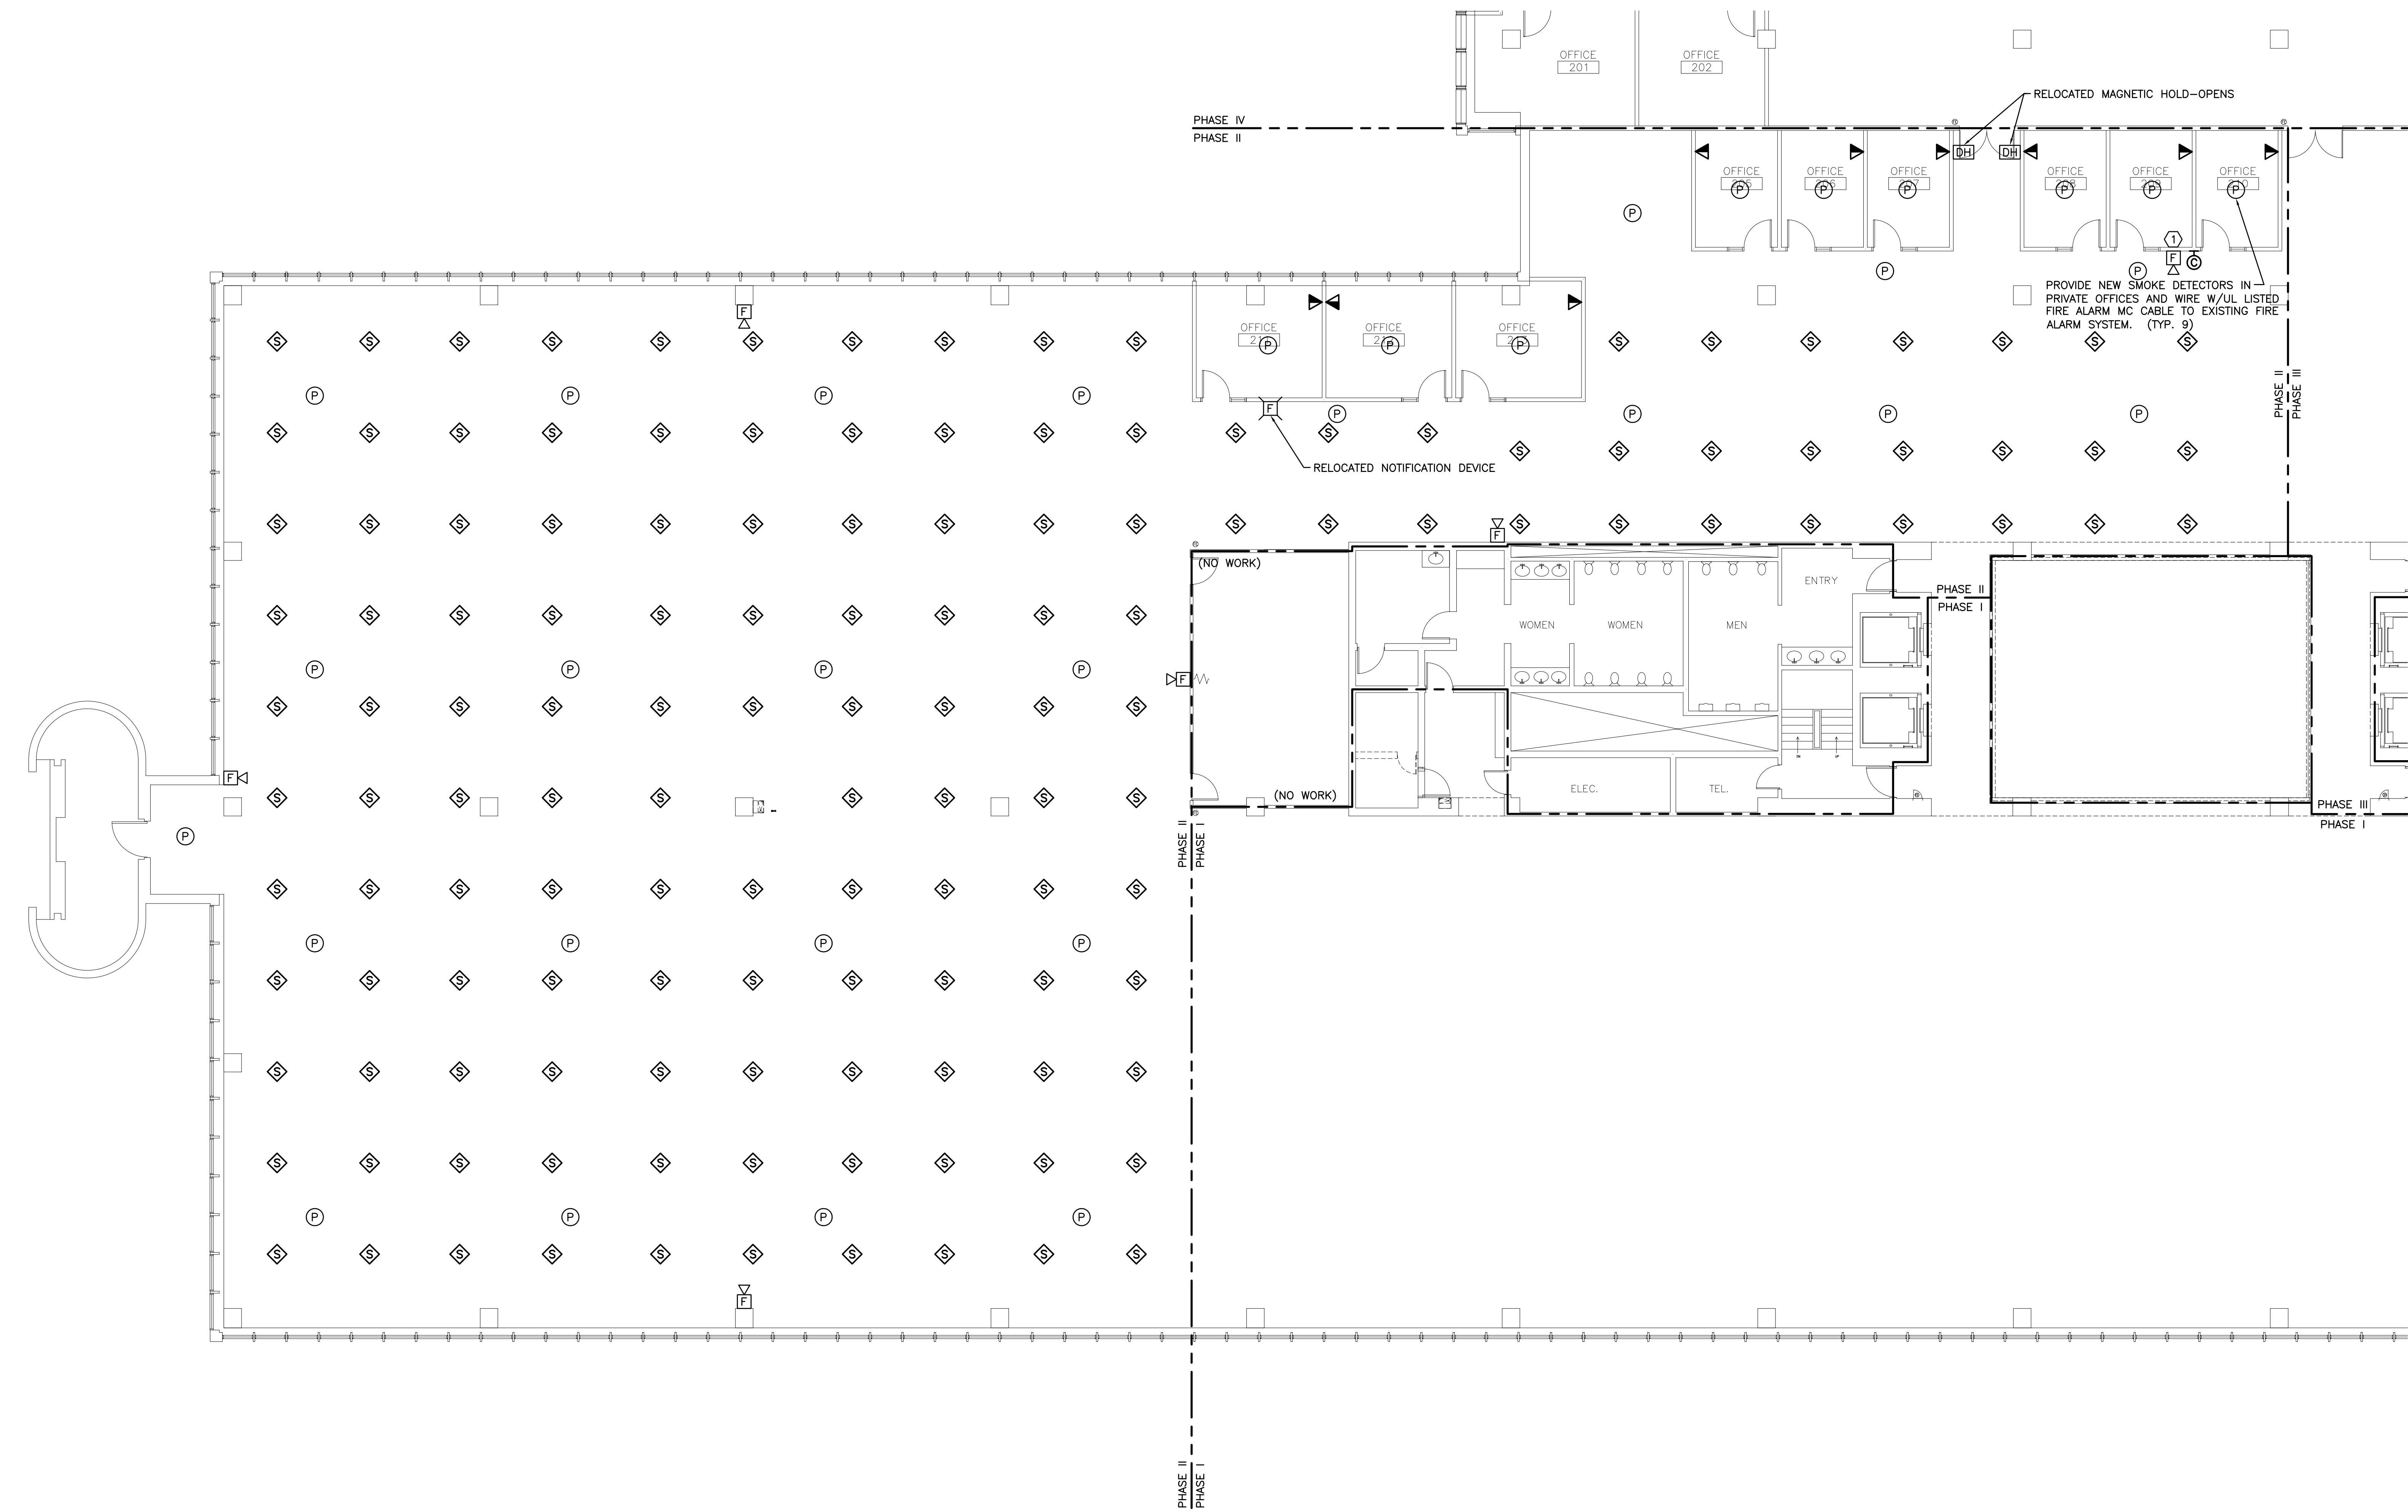 OFFICE
201
OFFICE
202
RELOCATED MAGNETIC HOLD-OPENS
PHASE IV
PHASE II
DH
DH
OFFICE
P
OFFICE
P
OFFICE
P
OFFICE
P
OFFICE
P
OFFICE
P
P
1
F
C
P
P
PROVIDE NEW SMOKE DETECTORS IN
PRIVATE OFFICES AND WIRE W/UL LISTED
FIRE ALARM MC CABLE TO EXISTING FIRE
ALARM SYSTEM. (TYP. 9)
F
OFFICE
P
OFFICE
P
OFFICE
P
S S S S S S S S S S S S S S S S S
PHASE II
PHASE III
P P P P
F
P P P P
S S S S S S S S S S S S S
S S S S S S S S
RELOCATED NOTIFICATION DEVICE
S S S S S S S S S S S S S S S S S S S S S
F
(NO WORK)
ENTRY
PHASE II
PHASE I
S S S S S S S S S S
WOMEN
WOMEN
MEN
P P P P
F
S S S S S S S S S S
F
ELEC.
TEL.
(NO WORK)
S S S S S S S S S
PHASE III
PHASE I
P
PHASE II
PHASE I
S S S S S S S S S S
P P P P
S S S S S S S S S S
S S S S S S S S S S
S S S S S S S S S S
P P P P
S S S S S S S S S S
F
PHASE II
PHASE I